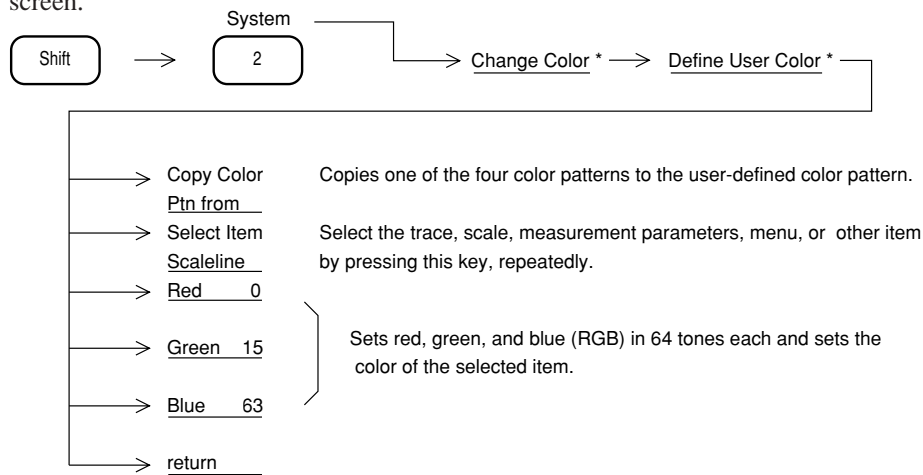 screen.
System
Shift
2
Change Color *
Define User Color *
Copy Color
Ptn from
Copies one of the four color patterns to the user-defined color pattern.
Select Item
Scaleline
Select the trace, scale, measurement parameters, menu, or other item
by pressing this key, repeatedly.
Red 0
Green 15
Blue 63
Sets red, green, and blue (RGB) in 64 tones each and sets the
color of the selected item.
return